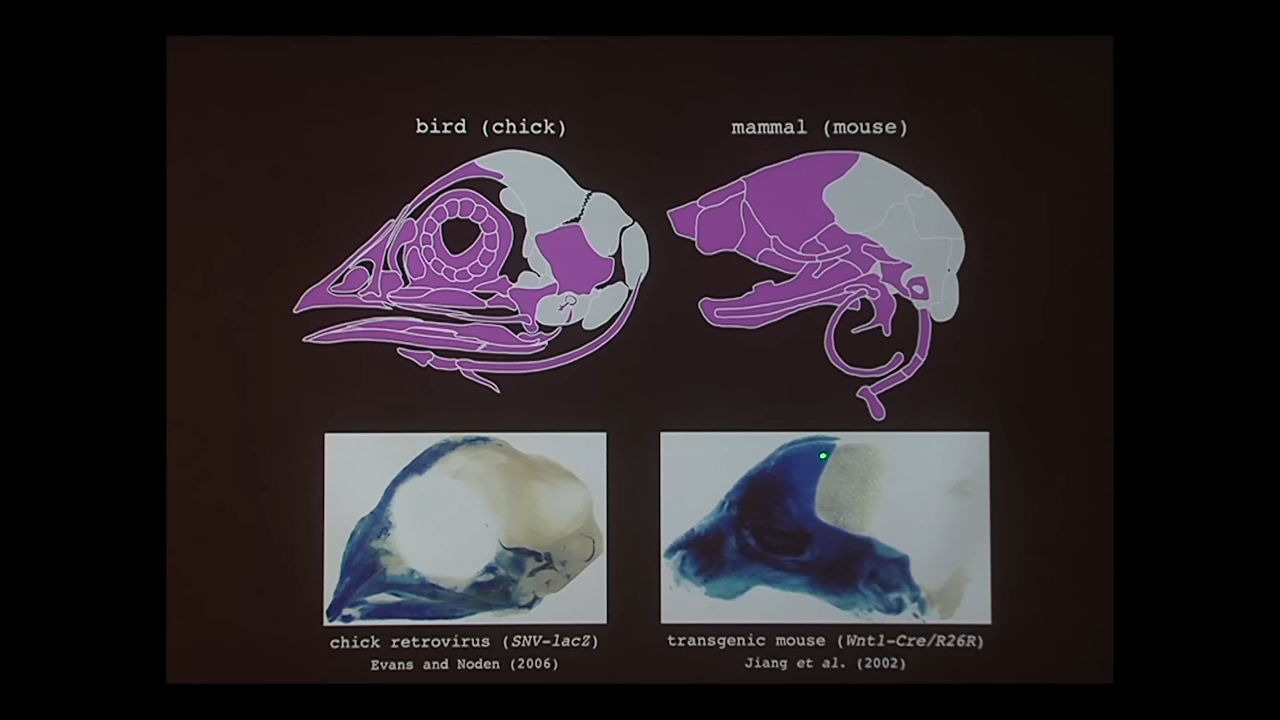 bird (chick)
mammal (mouse)
chick retrovirus (SNV-lacZ)
Evans and Noden (2006)
transgenic mouse (Wnt1-Cre/R26R)
Jiang et al. (2002)